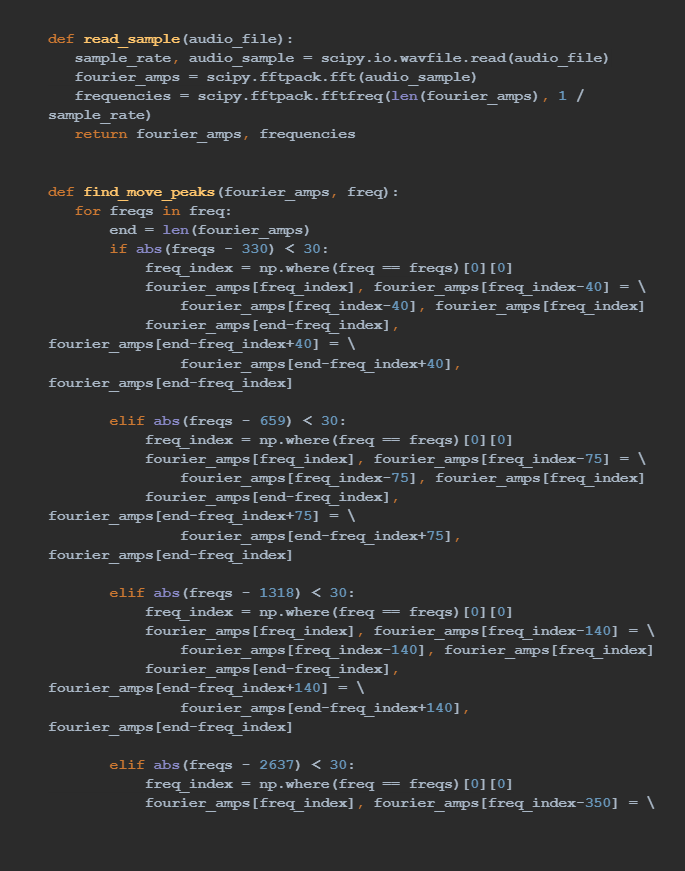 def read_sample(audio_file):
   sample_rate, audio_sample = scipy.io.wavfile.read(audio_file)
   fourier_amps = scipy.fftpack.fft(audio_sample)
   frequencies = scipy.fftpack.fftfreq(len(fourier_amps), 1 /
sample_rate)
   return fourier_amps, frequencies
def find_move_peaks(fourier_amps, freq):
   for freqs in freq:
       end = len(fourier_amps)
       if abs(freqs - 330) < 30:
           freq_index = np.where(freq == freqs)[0][0]
           fourier_amps[freq_index], fourier_amps[freq_index-40] = \
               fourier_amps[freq_index-40], fourier_amps[freq_index]
           fourier_amps[end-freq_index],
fourier_amps[end-freq_index+40] = \
               fourier_amps[end-freq_index+40],
fourier_amps[end-freq_index]
       elif abs(freqs - 659) < 30:
           freq_index = np.where(freq == freqs)[0][0]
           fourier_amps[freq_index], fourier_amps[freq_index-75] = \
               fourier_amps[freq_index-75], fourier_amps[freq_index]
           fourier_amps[end-freq_index],
fourier_amps[end-freq_index+75] = \
               fourier_amps[end-freq_index+75],
fourier_amps[end-freq_index]
       elif abs(freqs - 1318) < 30:
           freq_index = np.where(freq == freqs)[0][0]
           fourier_amps[freq_index], fourier_amps[freq_index-140] = \
               fourier_amps[freq_index-140], fourier_amps[freq_index]
           fourier_amps[end-freq_index],
fourier_amps[end-freq_index+140] = \
               fourier_amps[end-freq_index+140],
fourier_amps[end-freq_index]
       elif abs(freqs - 2637) < 30:
           freq_index = np.where(freq == freqs)[0][0]
           fourier_amps[freq_index], fourier_amps[freq_index-350] = \